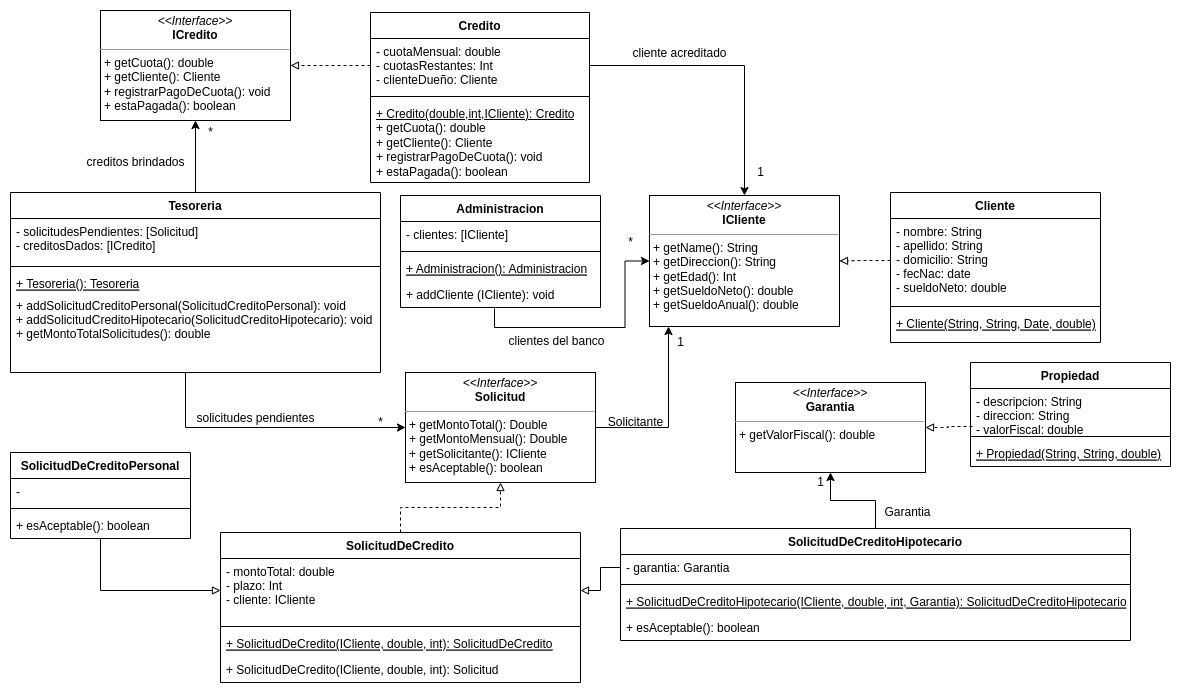 <<Interface>>
ICredito
+ getCuota(): double
+ getCliente(): Cliente
+ registrarPagoDeCuota(): void
+ estaPagada(): boolean
Credito
- cuotaMensual: double
- cuotasRestantes: Int
- clienteDueño: Cliente
+ Credito(double,int,ICliente): Credito
+ getCuota(): double
+ getCliente(): Cliente
+ registrarPagoDeCuota(): void
+ estaPagada(): boolean
cliente acreditado
1
*
creditos brindados
Tesoreria
- solicitudesPendientes: [Solicitud]
- creditosDados: [ICredito]
+ Tesoreria(): Tesoreria
+ addSolicitudCreditoPersonal(SolicitudCreditoPersonal): void
+ addSolicitudCreditoHipotecario(SolicitudCreditoHipotecario): void
+ getMontoTotalSolicitudes(): double
Administracion
- clientes: [ICliente]
+ Administracion(): Administracion
+ addCliente (ICliente): void
*
clientes del banco
<<Interface>>
ICliente
+ getName(): String
+ getDireccion(): String
+ getEdad(): Int
+ getSueldoNeto(): double
+ getSueldoAnual(): double
Cliente
- nombre: String
- apellido: String
- domicilio: String
- fecNac: date
- sueldoNeto: double
+ Cliente(String, String, Date, double)
1
solicitudes pendientes
*
<<Interface>>
Solicitud
+ getMontoTotal(): Double
+ getMontoMensual(): Double
+ getSolicitante(): ICliente
+ esAceptable(): boolean
Solicitante
<<Interface>>
Garantia
+ getValorFiscal(): double
Propiedad
- descripcion: String
- direccion: String
- valorFiscal: double
+ Propiedad(String, String, double)
1
Garantia
SolicitudDeCreditoPersonal
-
+ esAceptable(): boolean
SolicitudDeCredito
- montoTotal: double
- plazo: Int
- cliente: ICliente
+ SolicitudDeCredito(ICliente, double, int): SolicitudDeCredito
+ SolicitudDeCredito(ICliente, double, int): Solicitud
SolicitudDeCreditoHipotecario
- garantia: Garantia
+ SolicitudDeCreditoHipotecario(ICliente, double, int, Garantia): SolicitudDeCreditoHipotecario
+ esAceptable(): boolean